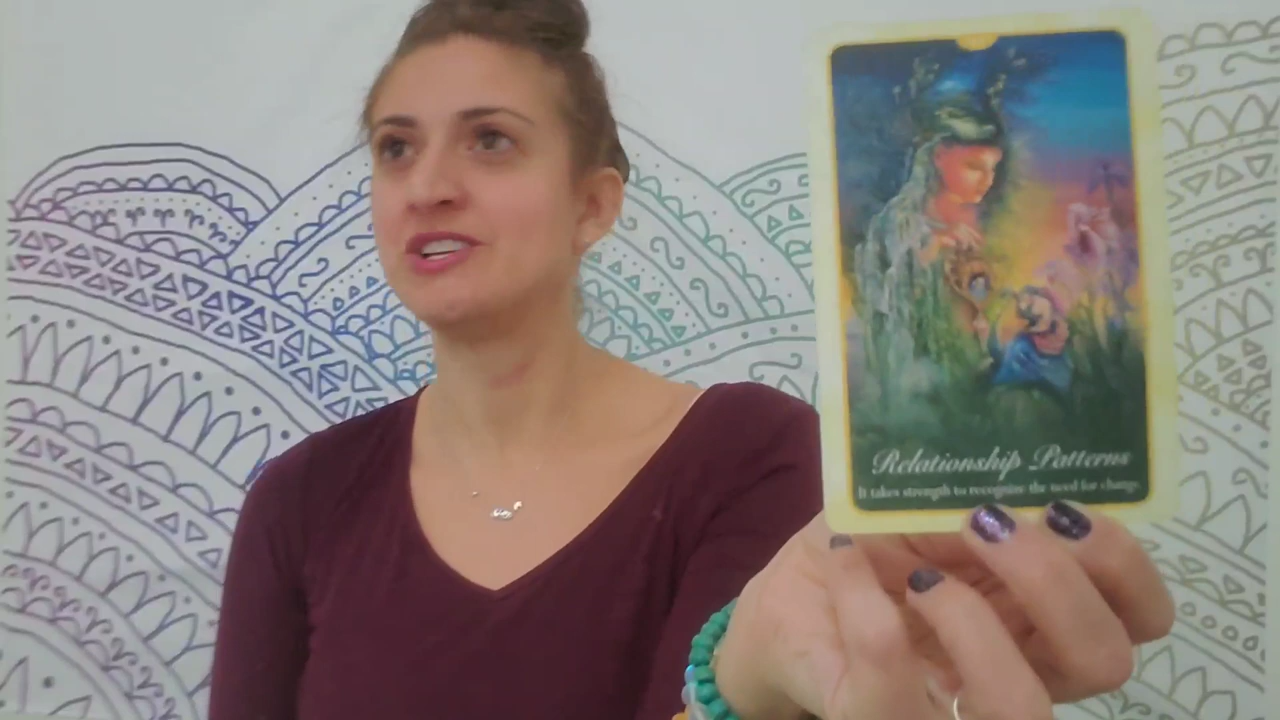 Relationship Patterns
It takes strength to recognize the need for change.